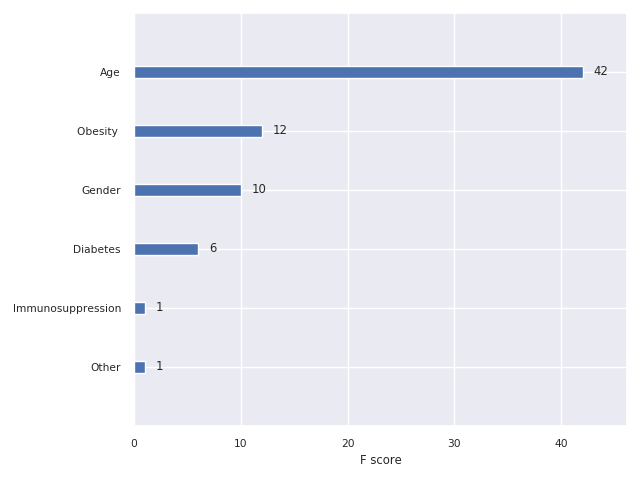 Age 42
Obesity 12
Gender 10
Diabetes 6
Immunosuppression 1
Other 1
0 10 20 30 40
F score